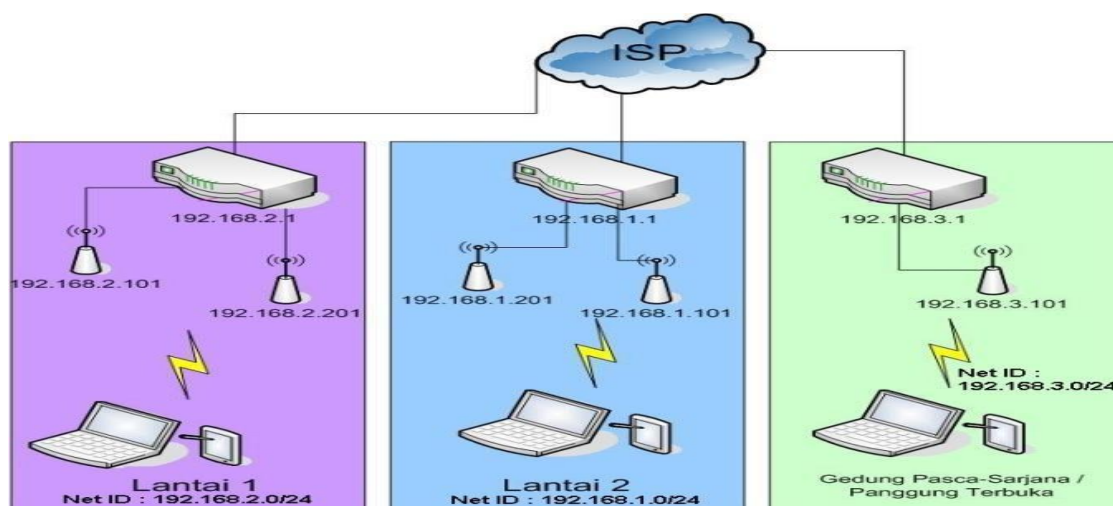 ISP
192.168.2.1
192.168.2.101
192.168.2.201
Lantai 1
Net ID : 192.168.2.0/24
192.168.1.1
192.168.1.201
192.168.1.101
Lantai 2
Net ID : 192.168.1.0/24
192.168.3.1
192.168.3.101
Net ID :
192.168.3.0/24
Gedung Pasca-Sarjana /
Panggung Terbuka